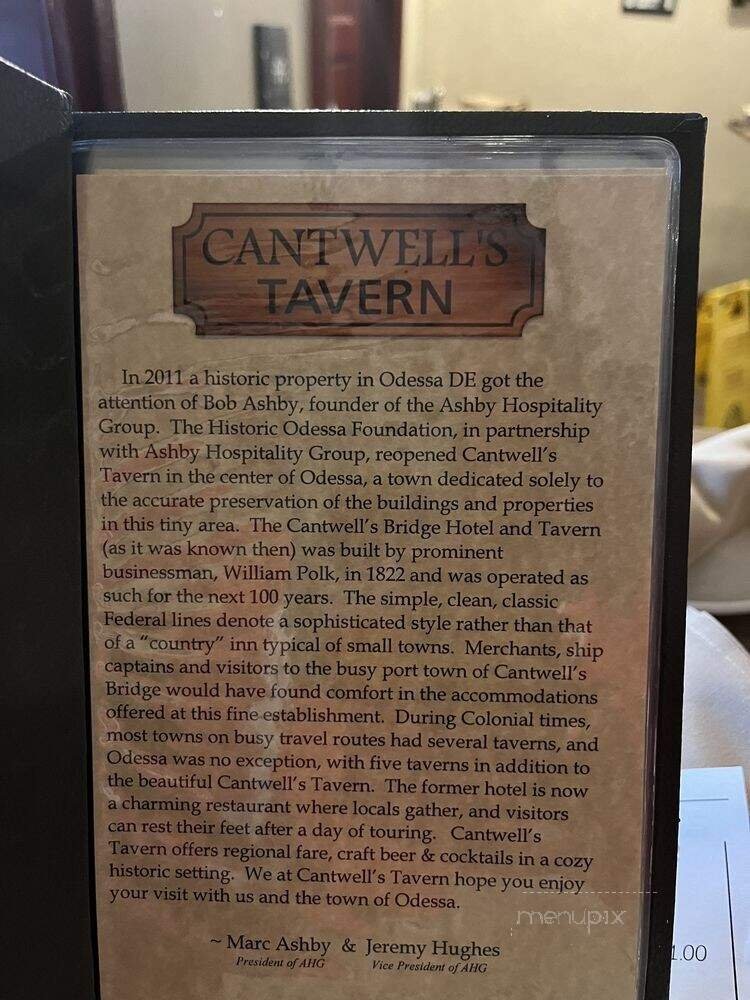 CANTWELL'S
TAVERN
In 2011 a historic property in Odessa DE got the
attention of Bob Ashby, founder of the Ashby Hospitality
Group. The Historic Odessa Foundation, in partnership
with Ashby Hospitality Group, reopened Cantwell's
Tavern in the center of Odessa, a town dedicated solely to
the accurate preservation of the buildings and properties
in this tiny area. The Cantwell's Bridge Hotel and Tavern
(as it was known then) was built by prominent
businessman, William Polk, in 1822 and was operated as
such for the next 100 years. The simple, clean, classic
Federal lines denote a sophisticated style rather than that
of a "country" inn typical of small towns. Merchants, ship
captains and visitors to the busy port town of Cantwell's
Bridge would have found comfort in the accommodations
offered at this fine establishment. During Colonial times,
most towns on busy travel routes had several taverns, and
Odessa was no exception, with five taverns in addition to
the beautiful Cantwell's Tavern. The former hotel is now
a charming restaurant where locals gather, and visitors
can rest their feet after a day of touring. Cantwell's
Tavern offers regional fare, craft beer & cocktails in a cozy
historic setting. We at Cantwell's Tavern hope you enjoy
your visit with us and the town of Odessa.
~ Marc Ashby & Jeremy Hughes
President of AHG Vice President of AHG
menupix
1.00